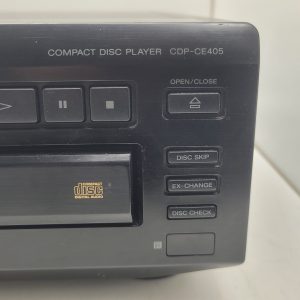 COMPACT DISC PLAYER CDP-CE405
OPEN/CLOSE
DISC SKIP
EX-CHANGE
DISC CHECK
COMPACT
disc
DIGITAL AUDIO